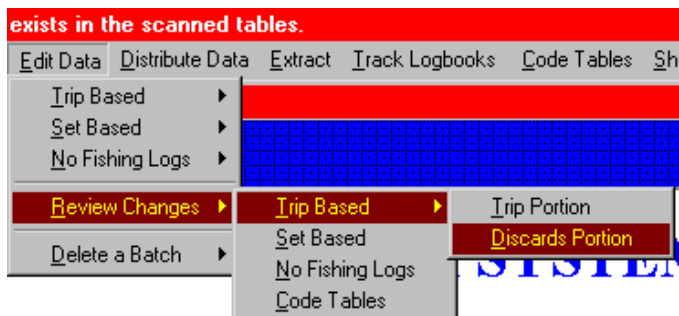 exists in the scanned tables.
Edit Data Distribute Data Extract Track Logbooks Code Tables Sh
Trip Based
Set Based
No Fishing Logs
Review Changes Trip Based Trip Portion
Set Based Discards Portion
Delete a Batch No Fishing Logs SYSTEM
Code Tables